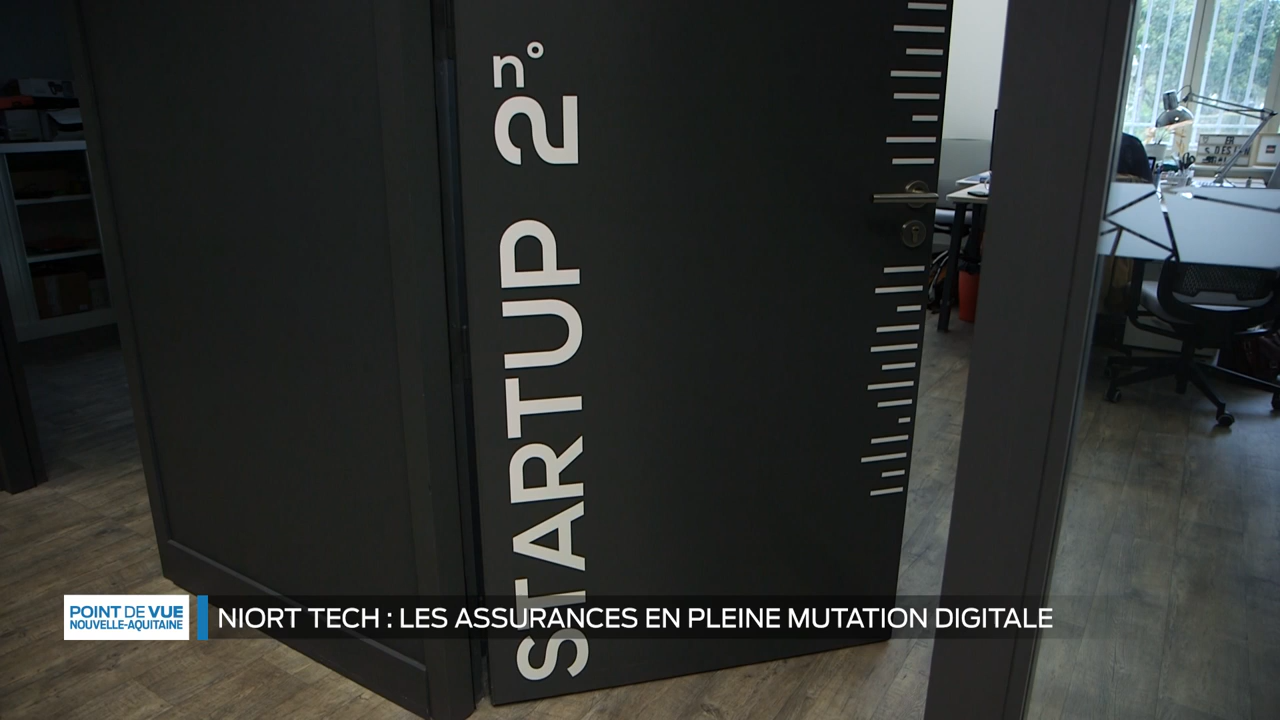 STARTUP 2n°
POINT DE VUE
NOUVELLE-AQUITAINE
NIORT TECH : LES ASSURANCES EN PLEINE MUTATION DIGITALE